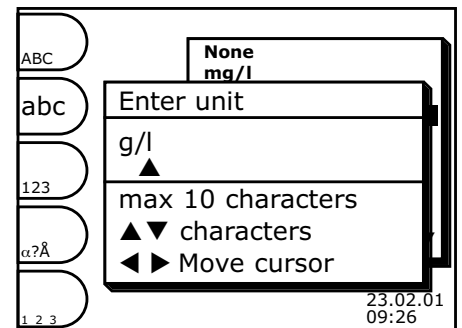 ABC
abc
123
α?Å
1 2 3
None
mg/l
Enter unit
g/l
▲
max 10 characters
▲▼ characters
◀ ▶ Move cursor
23.02.01
09:26